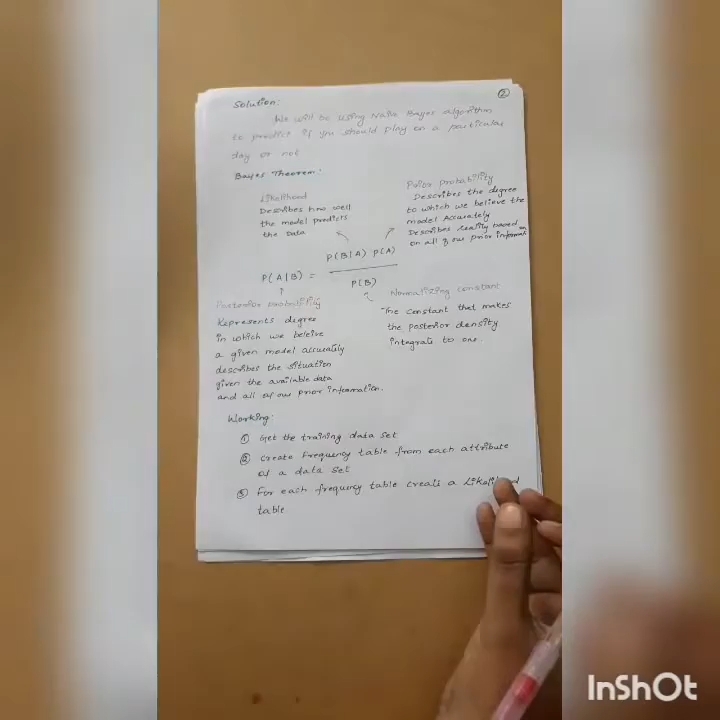 ②
Solution:
We will be using Naive Bayes algorithm
to predict if you should play on a particular
day or not
Bayes Theorem:
Likelihood
Describes how well
the model predicts
the data
Prior probability
Describes the degree
to which we believe the
model Accurately
Describes reality based
on all of our prior information
P(A|B) = P(B|A) P(A)
P(B)
Posterior probability
Represents degree
in which we beleive
a given model accurately
describes the situation
given the available data
and all of our prior information.
Normalizing constant
The constant that makes
the posterior density
integrate to one.
Working:
① Get the training data set
② Create Frequency table from each attribute
of a data set
③ For each frequency table create a Likelihood
table
InShOt